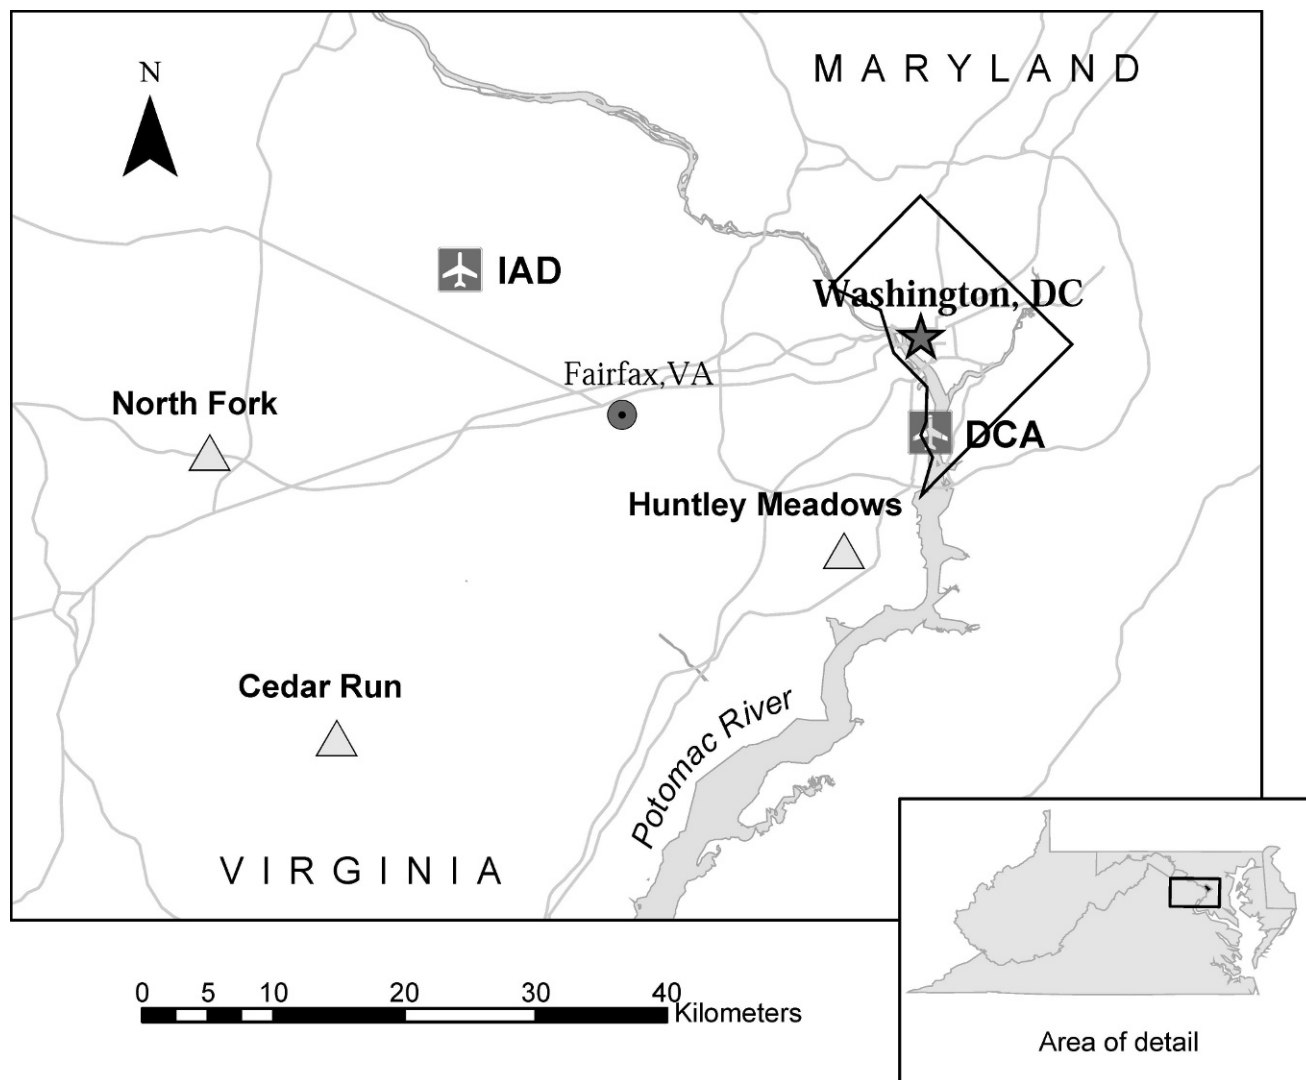 MARYLAND
N
IAD
Washington, DC
Fairfax,VA
North Fork
DCA
Huntley Meadows
Cedar Run
Potomac River
VIRGINIA
0 5 10 20 30 40
Kilometers
Area of detail